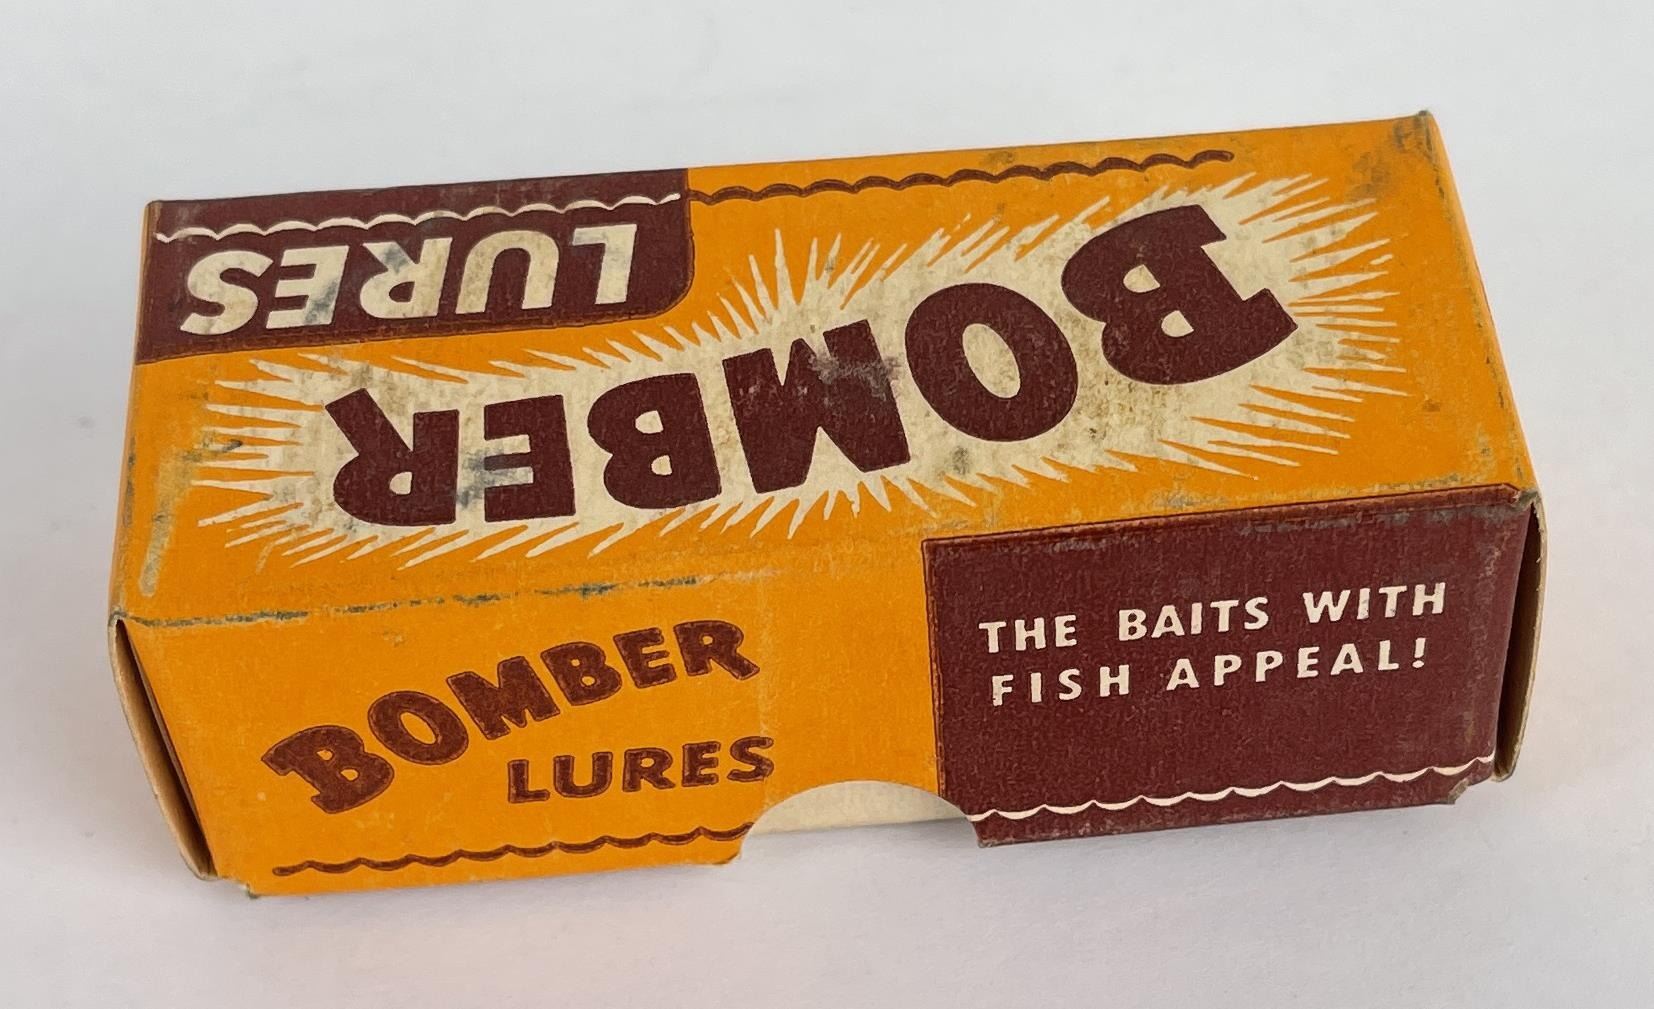 BOMBER
LURES
BOMBER
LURES
THE BAITS WITH
FISH APPEAL!